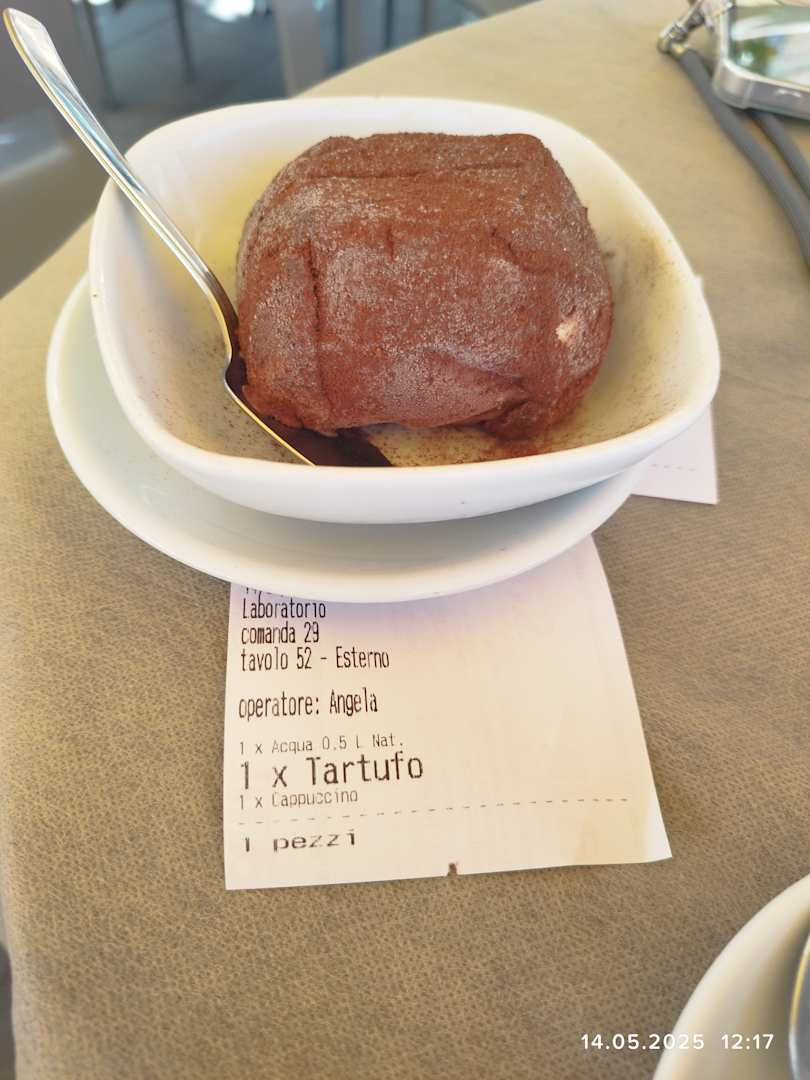 Laboratorio
comanda 29
tavolo 52 - Esterno
operatore: Angela
1 x Acqua 0,5 L Nat.
1 x Tartufo
1 x Cappuccino
1 pezzi
14.05.2025 12:17